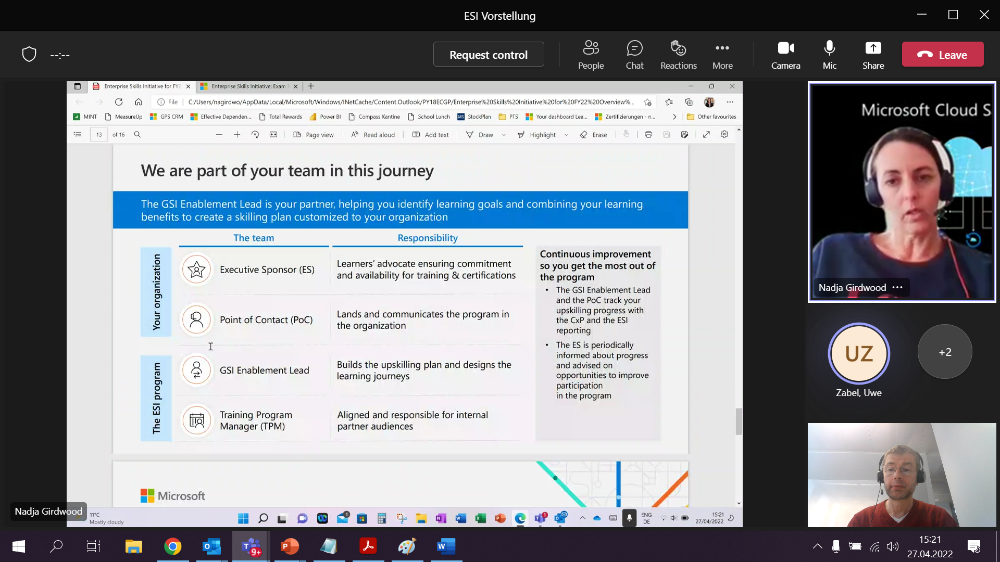 ESI Vorstellung
--:--
Request control
People
Chat
Reactions
More
Camera
Mic
Share
Leave
Enterprise Skills Initiative for FY2
Enterprise Skills Initiative: Exam
File
C:/Users/nagirdwo/AppData/Local/Microsoft/Windows/INetCache/Content.Outlook/PY18ECGP/Enterprise%20Skills%20Initiative%20for%20FY22%20Overview%...
MINT
MeasureUp
GPS CRM
Effective Dependen...
Total Rewards
Power BI
Compass Kantine
School Lunch
MS
StockPlan
PTS
Your dashboard Lea...
Zertifizierungen - n...
Other favourites
13
of 16
Page view
Read aloud
Add text
Draw
Highlight
Erase
We are part of your team in this journey
The GSI Enablement Lead is your partner, helping you identify learning goals and combining your learning
benefits to create a skilling plan customized to your organization
The team
Responsibility
Your organization
Executive Sponsor (ES)
Learners' advocate ensuring commitment
and availability for training & certifications
Point of Contact (PoC)
Lands and communicates the program in
the organization
The ESI program
GSI Enablement Lead
Builds the upskilling plan and designs the
learning journeys
Training Program
Manager (TPM)
Aligned and responsible for internal
partner audiences
Continuous improvement
so you get the most out of
the program
• The GSI Enablement Lead
and the PoC track your
upskilling progress with
the CxP and the ESI
reporting
• The ES is periodically
informed about progress
and advised on
opportunities to improve
participation
in the program
Microsoft
Nadja Girdwood
11°C
Mostly cloudy
1
1
ENG
DE
15:21
27/04/2022
Microsoft Cloud S
Nadja Girdwood
UZ
+2
Zabel, Uwe
9+
15:21
27.04.2022